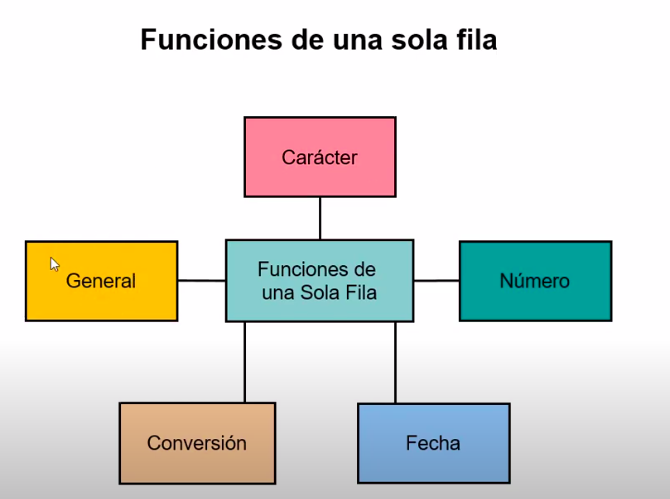 Funciones de una sola fila
Carácter
General
Funciones de
una Sola Fila
Número
Conversión
Fecha